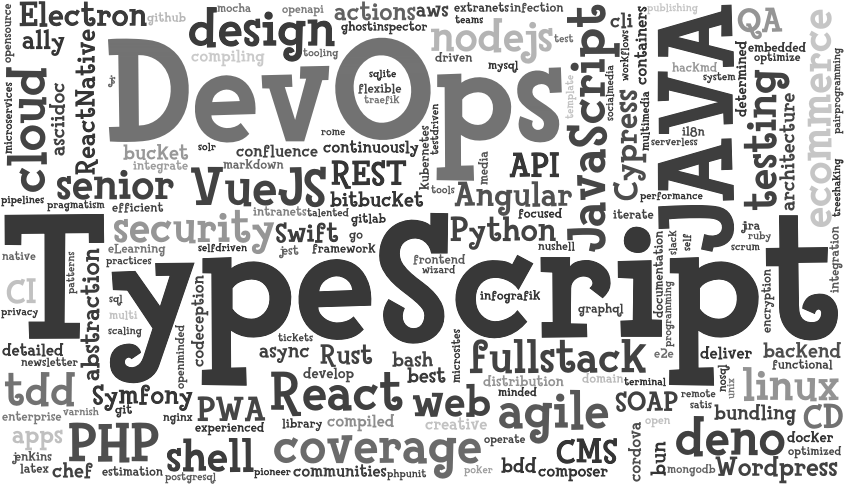 Electron
github
mocha
openapi
actions
aws
extranets
infection
publishing
opensource
ally
design
ghostinspector
teams
cli
QA
ecommerce
compiling
tooling
nodejs
test
workflows
containers
embedded
optimize
hackmd
system
determined
DevOps
driven
mysql
sqlite
flexible
traefik
template
JavaScript
socialmedia
JAVA
testing
pairprogramming
microservices
cloud
asciidoc
ReactNative
rome
kubernetes
testdriven
Cypress
multimedia
il8n
serverless
architecture
treeshaking
bucket
integrate
solr
confluence
continuously
markdown
REST
tools
media
API
performance
pipelines
senior
pragmatism
efficient
VueJS
bitbucket
Angular
focused
iterate
intranets
talented
gitlab
security
selfdriven
Swift
go
jest
framework
Python
nushell
documentation
slack
self
jira
ruby
scrum
integration
eLearning
practices
native
patterns
TypeScript
frontend
wizard
infografik
graphql
programming
encryption
CI
privacy
sql
multi
scaling
abstraction
codeception
openminded
detailed
newsletter
tickets
async
develop
Rust
bash
best
microsites
fullstack
e2e
deliver
backend
functional
tdd
Symfony
enterprise
varnish
git
nginx
PWA
experienced
React
library
compiled
web
creative
distribution
minded
domain
terminal
agile
operate
SOAP
open
remote
satis
nosql
unix
linux
bundling
CD
apps
jenkins
latex
PHP
chef
estimation
shell
postgresql
coverage
pioneer
communities
phpunit
poker
bdd
CMS
composer
cordova
bun
deno
mongodb
docker
optimized
Wordpress